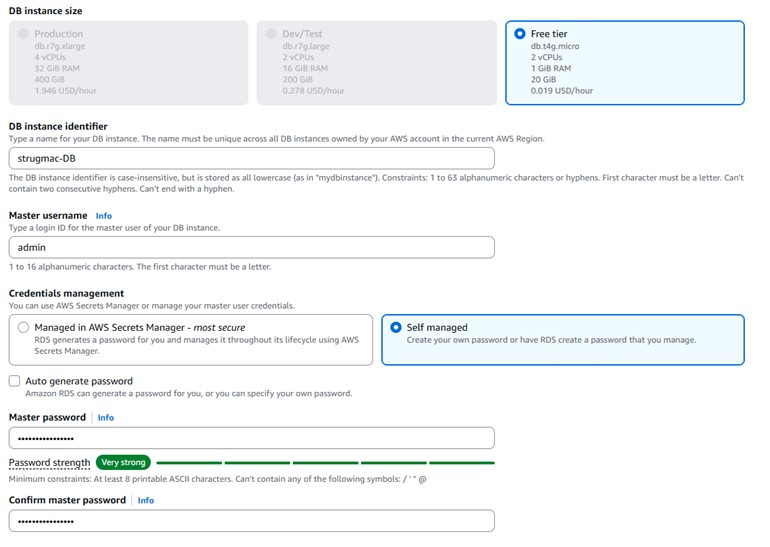 DB instance size
Production
db.r7g.xlarge
4 vCPUs
32 GiB RAM
400 GiB
1.946 USD/hour
Dev/Test
db.r7g.large
2 vCPUs
16 GiB RAM
200 GiB
0.278 USD/hour
Free tier
db.t4g.micro
2 vCPUs
1 GiB RAM
20 GiB
0.019 USD/hour
DB instance identifier
Type a name for your DB instance. The name must be unique across all DB instances owned by your AWS account in the current AWS Region.
strugmac-DB
The DB instance identifier is case-insensitive, but is stored as all lowercase (as in "mydbinstance"). Constraints: 1 to 63 alphanumeric characters or hyphens. First character must be a letter. Can't
contain two consecutive hyphens. Can't end with a hyphen.
Master username Info
Type a login ID for the master user of your DB instance.
admin
1 to 16 alphanumeric characters. The first character must be a letter.
Credentials management
You can use AWS Secrets Manager or manage your master user credentials.
Managed in AWS Secrets Manager - most secure
RDS generates a password for you and manages it throughout its lifecycle using AWS
Secrets Manager.
Self managed
Create your own password or have RDS create a password that you manage.
Auto generate password
Amazon RDS can generate a password for you, or you can specify your own password.
Master password Info
••••••••••••••••
Password strength Very strong
Minimum constraints: At least 8 printable ASCII characters. Can't contain any of the following symbols: / ' " @
Confirm master password Info
••••••••••••••••